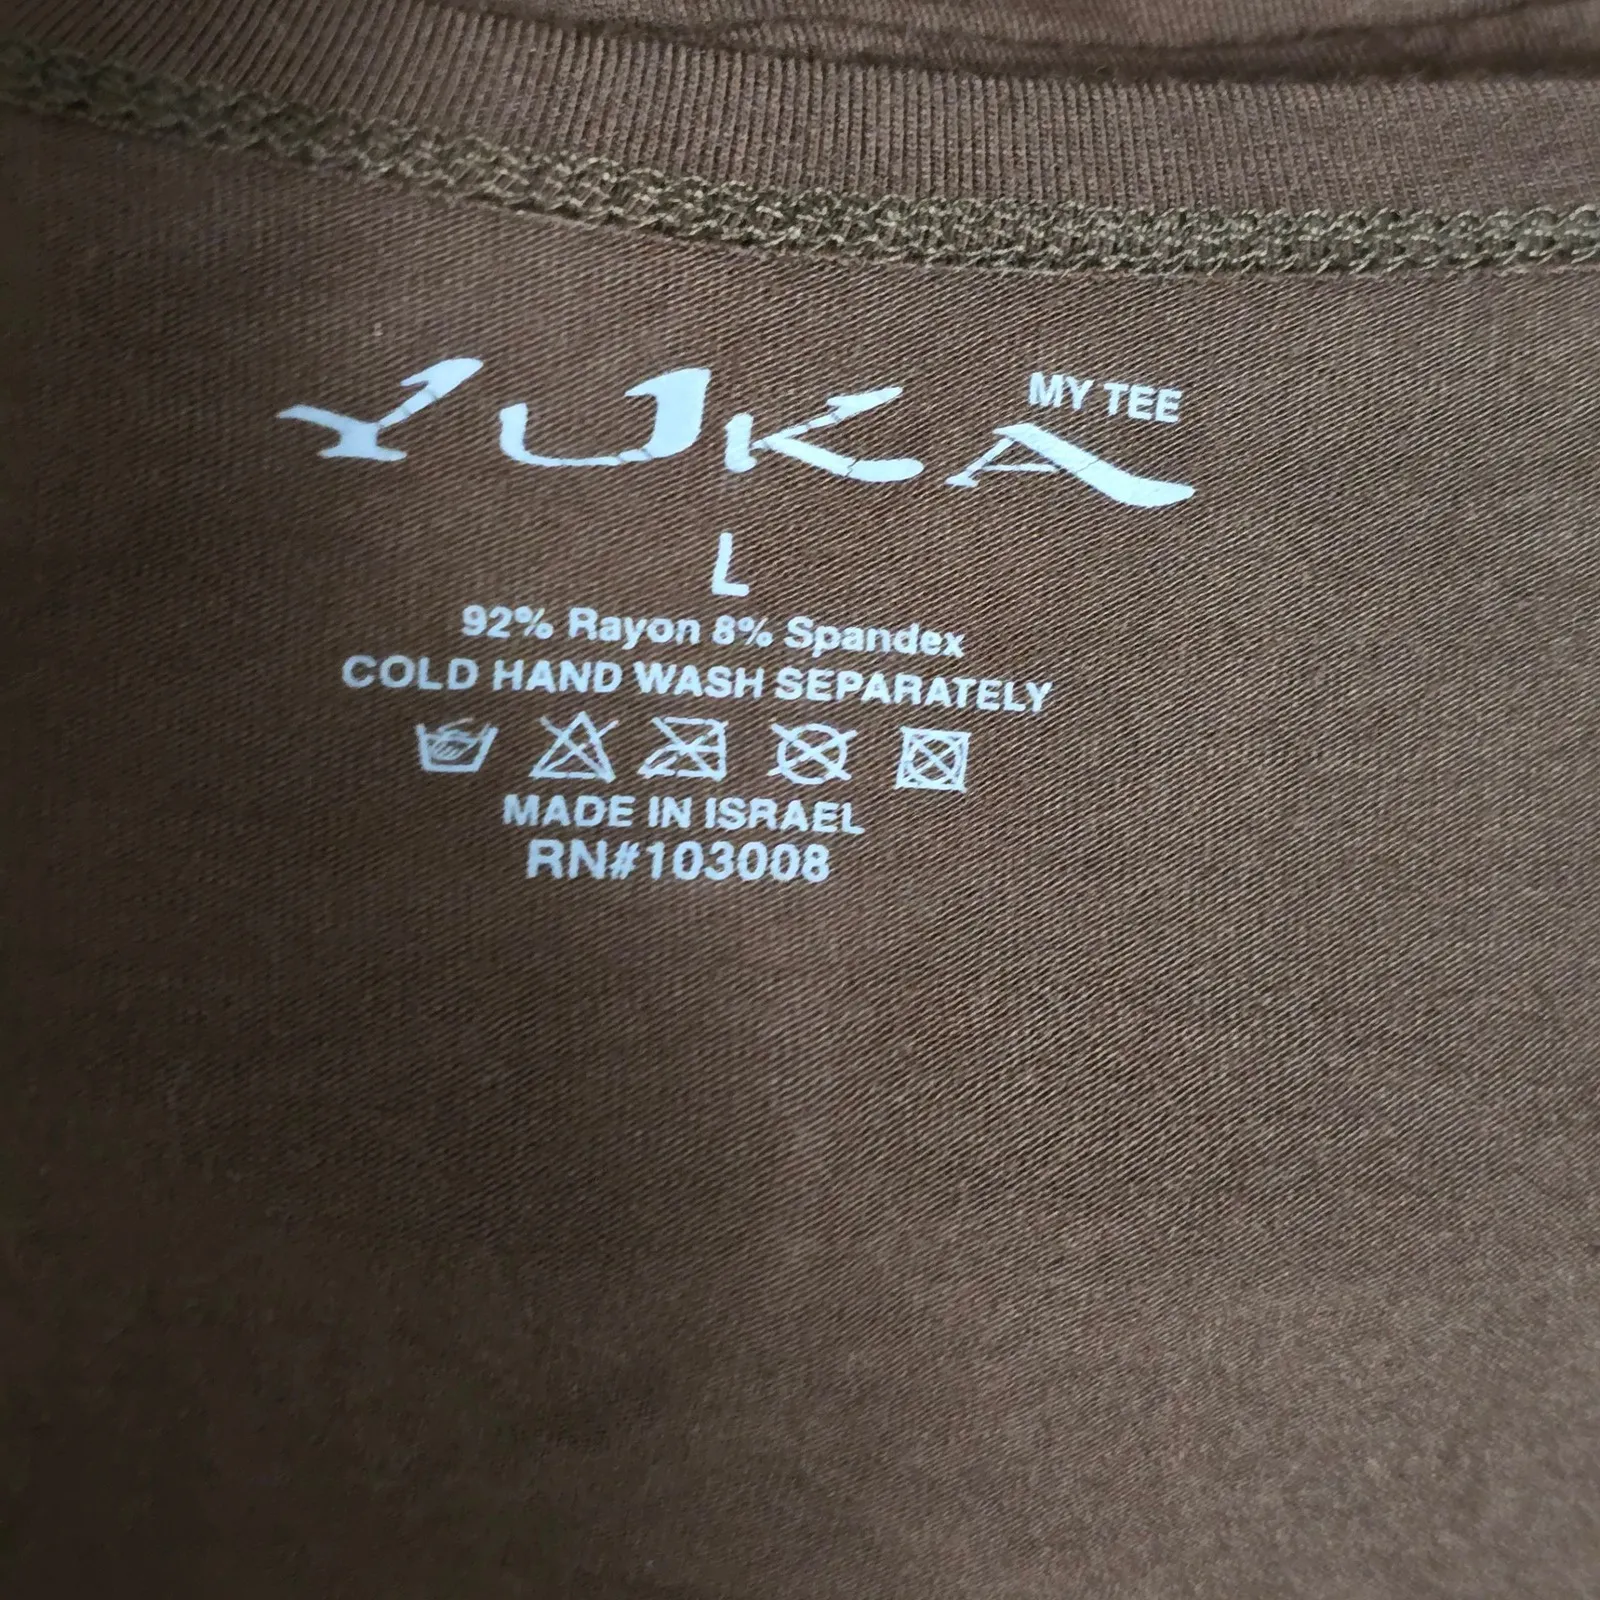 YUKA MY TEE
L
92% Rayon 8% Spandex
COLD HAND WASH SEPARATELY
MADE IN ISRAEL
RN#103008